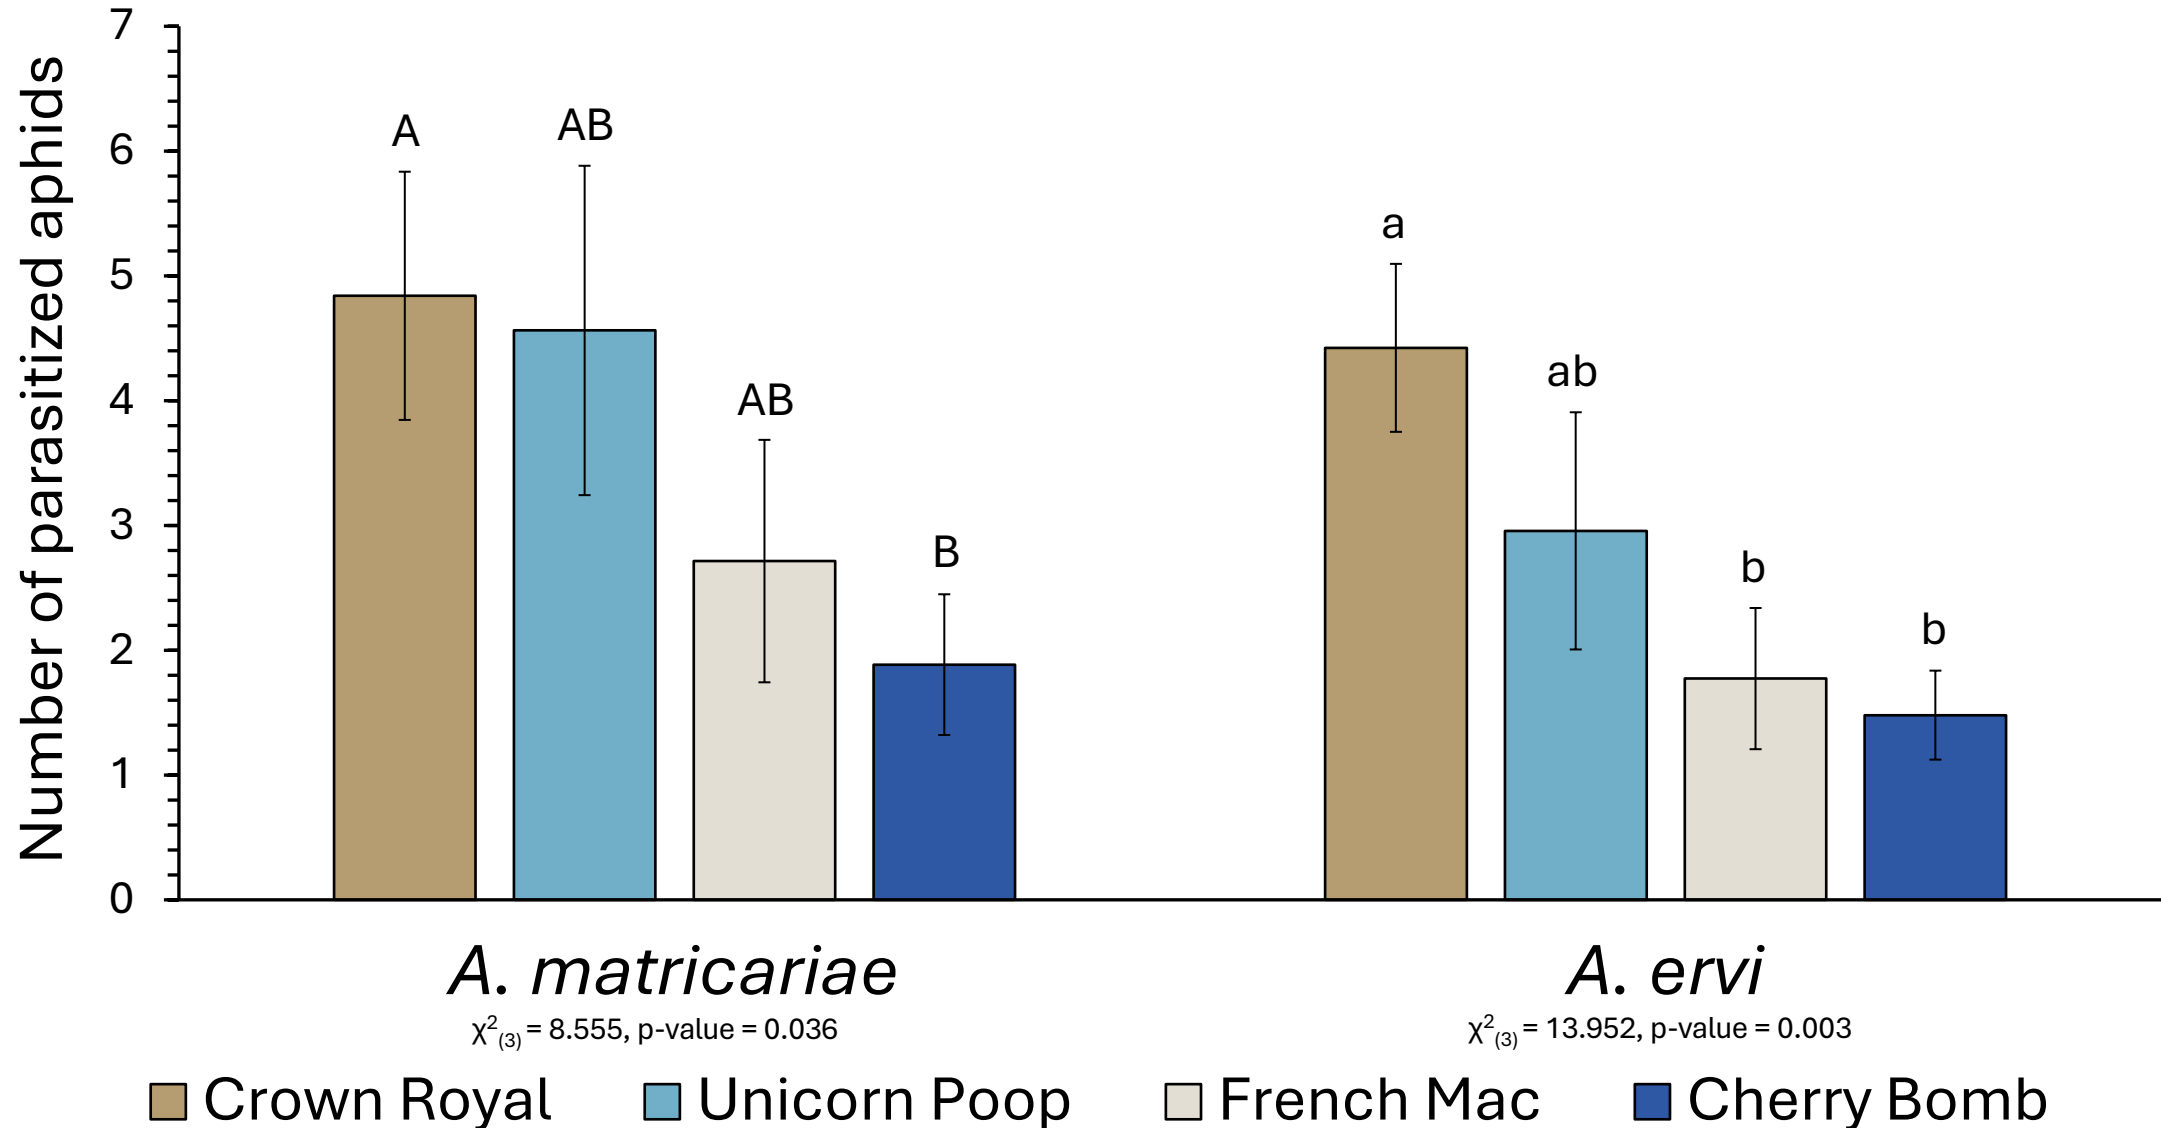 Number of parasitized aphids
7
6
5
4
3
2
1
0
A
AB
AB
B
a
ab
b
b
A. matricariae
χ²₍₃₎ = 8.555, p-value = 0.036
A. ervi
χ²₍₃₎ = 13.952, p-value = 0.003
Crown Royal
Unicorn Poop
French Mac
Cherry Bomb